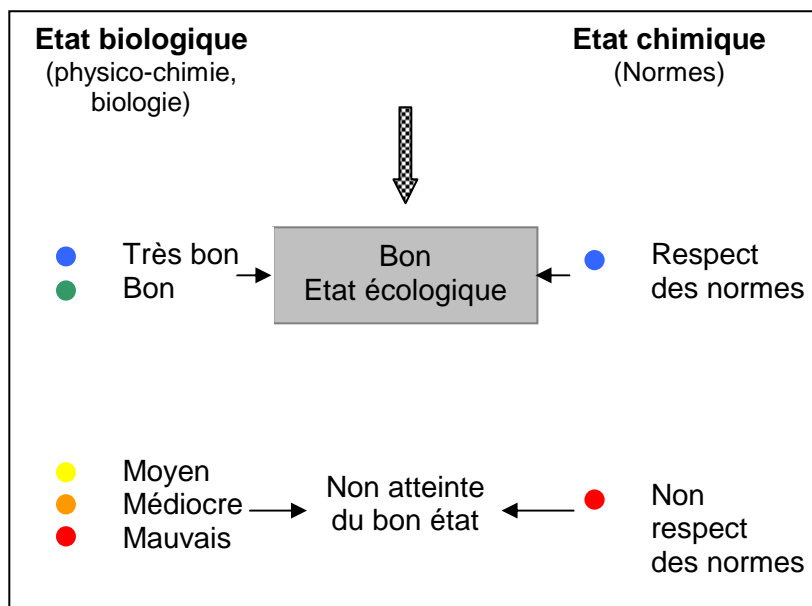 Etat biologique
(physico-chimie,
biologie)
Etat chimique
(Normes)
Très bon
Bon
Bon
Etat écologique
Respect
des normes
Moyen
Médiocre
Mauvais
Non atteinte
du bon état
Non
respect
des normes